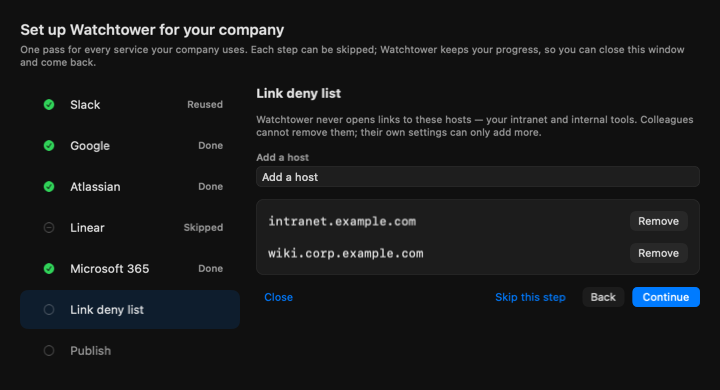 Set up Watchtower for your company
One pass for every service your company uses. Each step can be skipped; Watchtower keeps your progress, so you can close this window
and come back.
Slack Reused
Google Done
Atlassian Done
Linear Skipped
Microsoft 365 Done
Link deny list
Publish
Link deny list
Watchtower never opens links to these hosts — your intranet and internal tools. Colleagues
cannot remove them; their own settings can only add more.
Add a host
Add a host
intranet.example.com Remove
wiki.corp.example.com Remove
Close Skip this step Back Continue